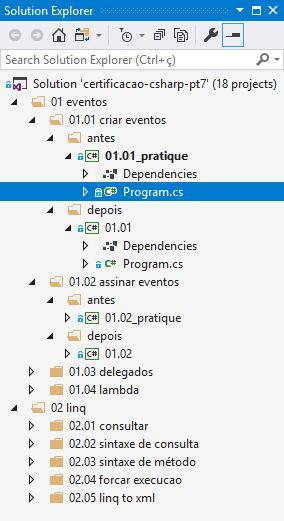 Solution Explorer
Search Solution Explorer (Ctrl+ç)
Solution 'certificacao-csharp-pt7' (18 projects)
01 eventos
01.01 criar eventos
antes
C# 01.01_pratique
Dependencies
C# Program.cs
depois
C# 01.01
Dependencies
C# Program.cs
01.02 assinar eventos
antes
C# 01.02_pratique
depois
C# 01.02
01.03 delegados
01.04 lambda
02 linq
02.01 consultar
02.02 sintaxe de consulta
02.03 sintaxe de método
02.04 forcar execucao
02.05 linq to xml